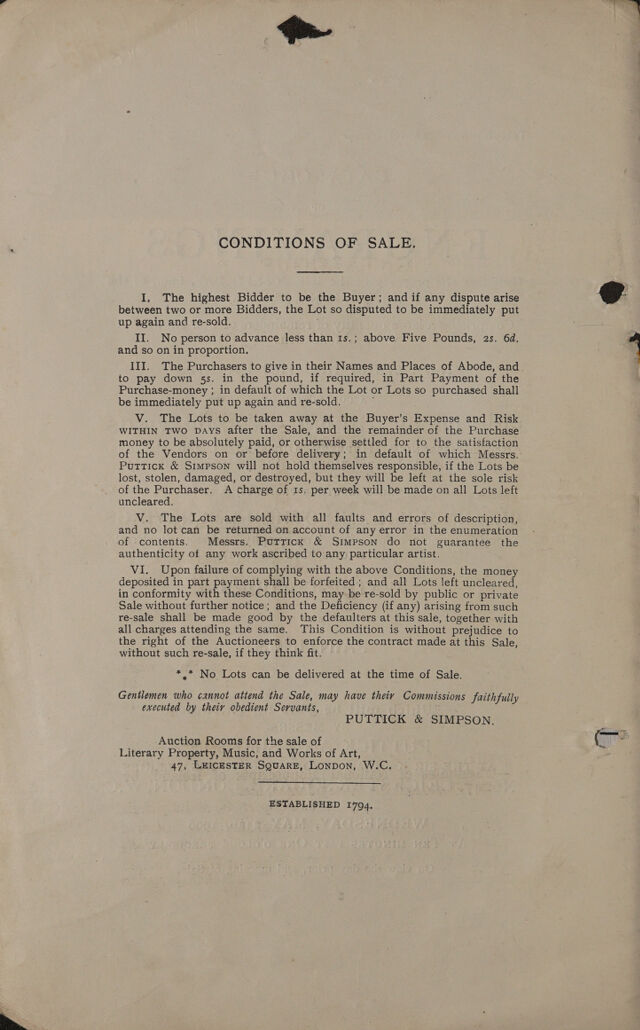 CONDITIONS OF SALE.
I. The highest Bidder to be the Buyer; and if any dispute arise
between two or more Bidders, the Lot so disputed to be immediately put
up again and re-sold.
II. No person to advance less than 1s.; above Five Pounds, 2s. 6d.
and so on in proportion.
III. The Purchasers to give in their Names and Places of Abode, and
to pay down 5s. in the pound, if required, in Part Payment of the
Purchase-money; in default of which the Lot or Lots so purchased shall
be immediately put up again and re-sold.
V. The Lots to be taken away at the Buyer's Expense and Risk
WITHIN TWO DAYS after the Sale, and the remainder of the Purchase
money to be absolutely paid, or otherwise settled for to the satisfaction
of the Vendors on or before delivery; in default of which Messrs.
PUTTICK & SIMPSON will not hold themselves responsible, if the Lots be
lost, stolen, damaged, or destroyed, but they will be left at the sole risk
of the Purchaser. A charge of 1s. per week will be made on all Lots left
uncleared.
V. The Lots are sold with all faults and errors of description,
and no lot can be returned on account of any error in the enumeration
of contents. Messrs. PUTTICK & SIMPSON do not guarantee the
authenticity of any work ascribed to any particular artist.
VI. Upon failure of complying with the above Conditions, the money
deposited in part payment shall be forfeited; and all Lots left uncleared,
in conformity with these Conditions, may be re-sold by public or private
Sale without further notice; and the Deficiency (if any) arising from such
re-sale shall be made good by the defaulters at this sale, together with
all charges attending the same. This Condition is without prejudice to
the right of the Auctioneers to enforce the contract made at this Sale,
without such re-sale, if they think fit.
*** No Lots can be delivered at the time of Sale.
Gentlemen who cannot attend the Sale, may have their Commissions faithfully
executed by their obedient Servants,
PUTTICK & SIMPSON.
Auction Rooms for the sale of
Literary Property, Music, and Works of Art,
47, LEICESTER SQUARE, LONDON, W.C.
ESTABLISHED 1794.